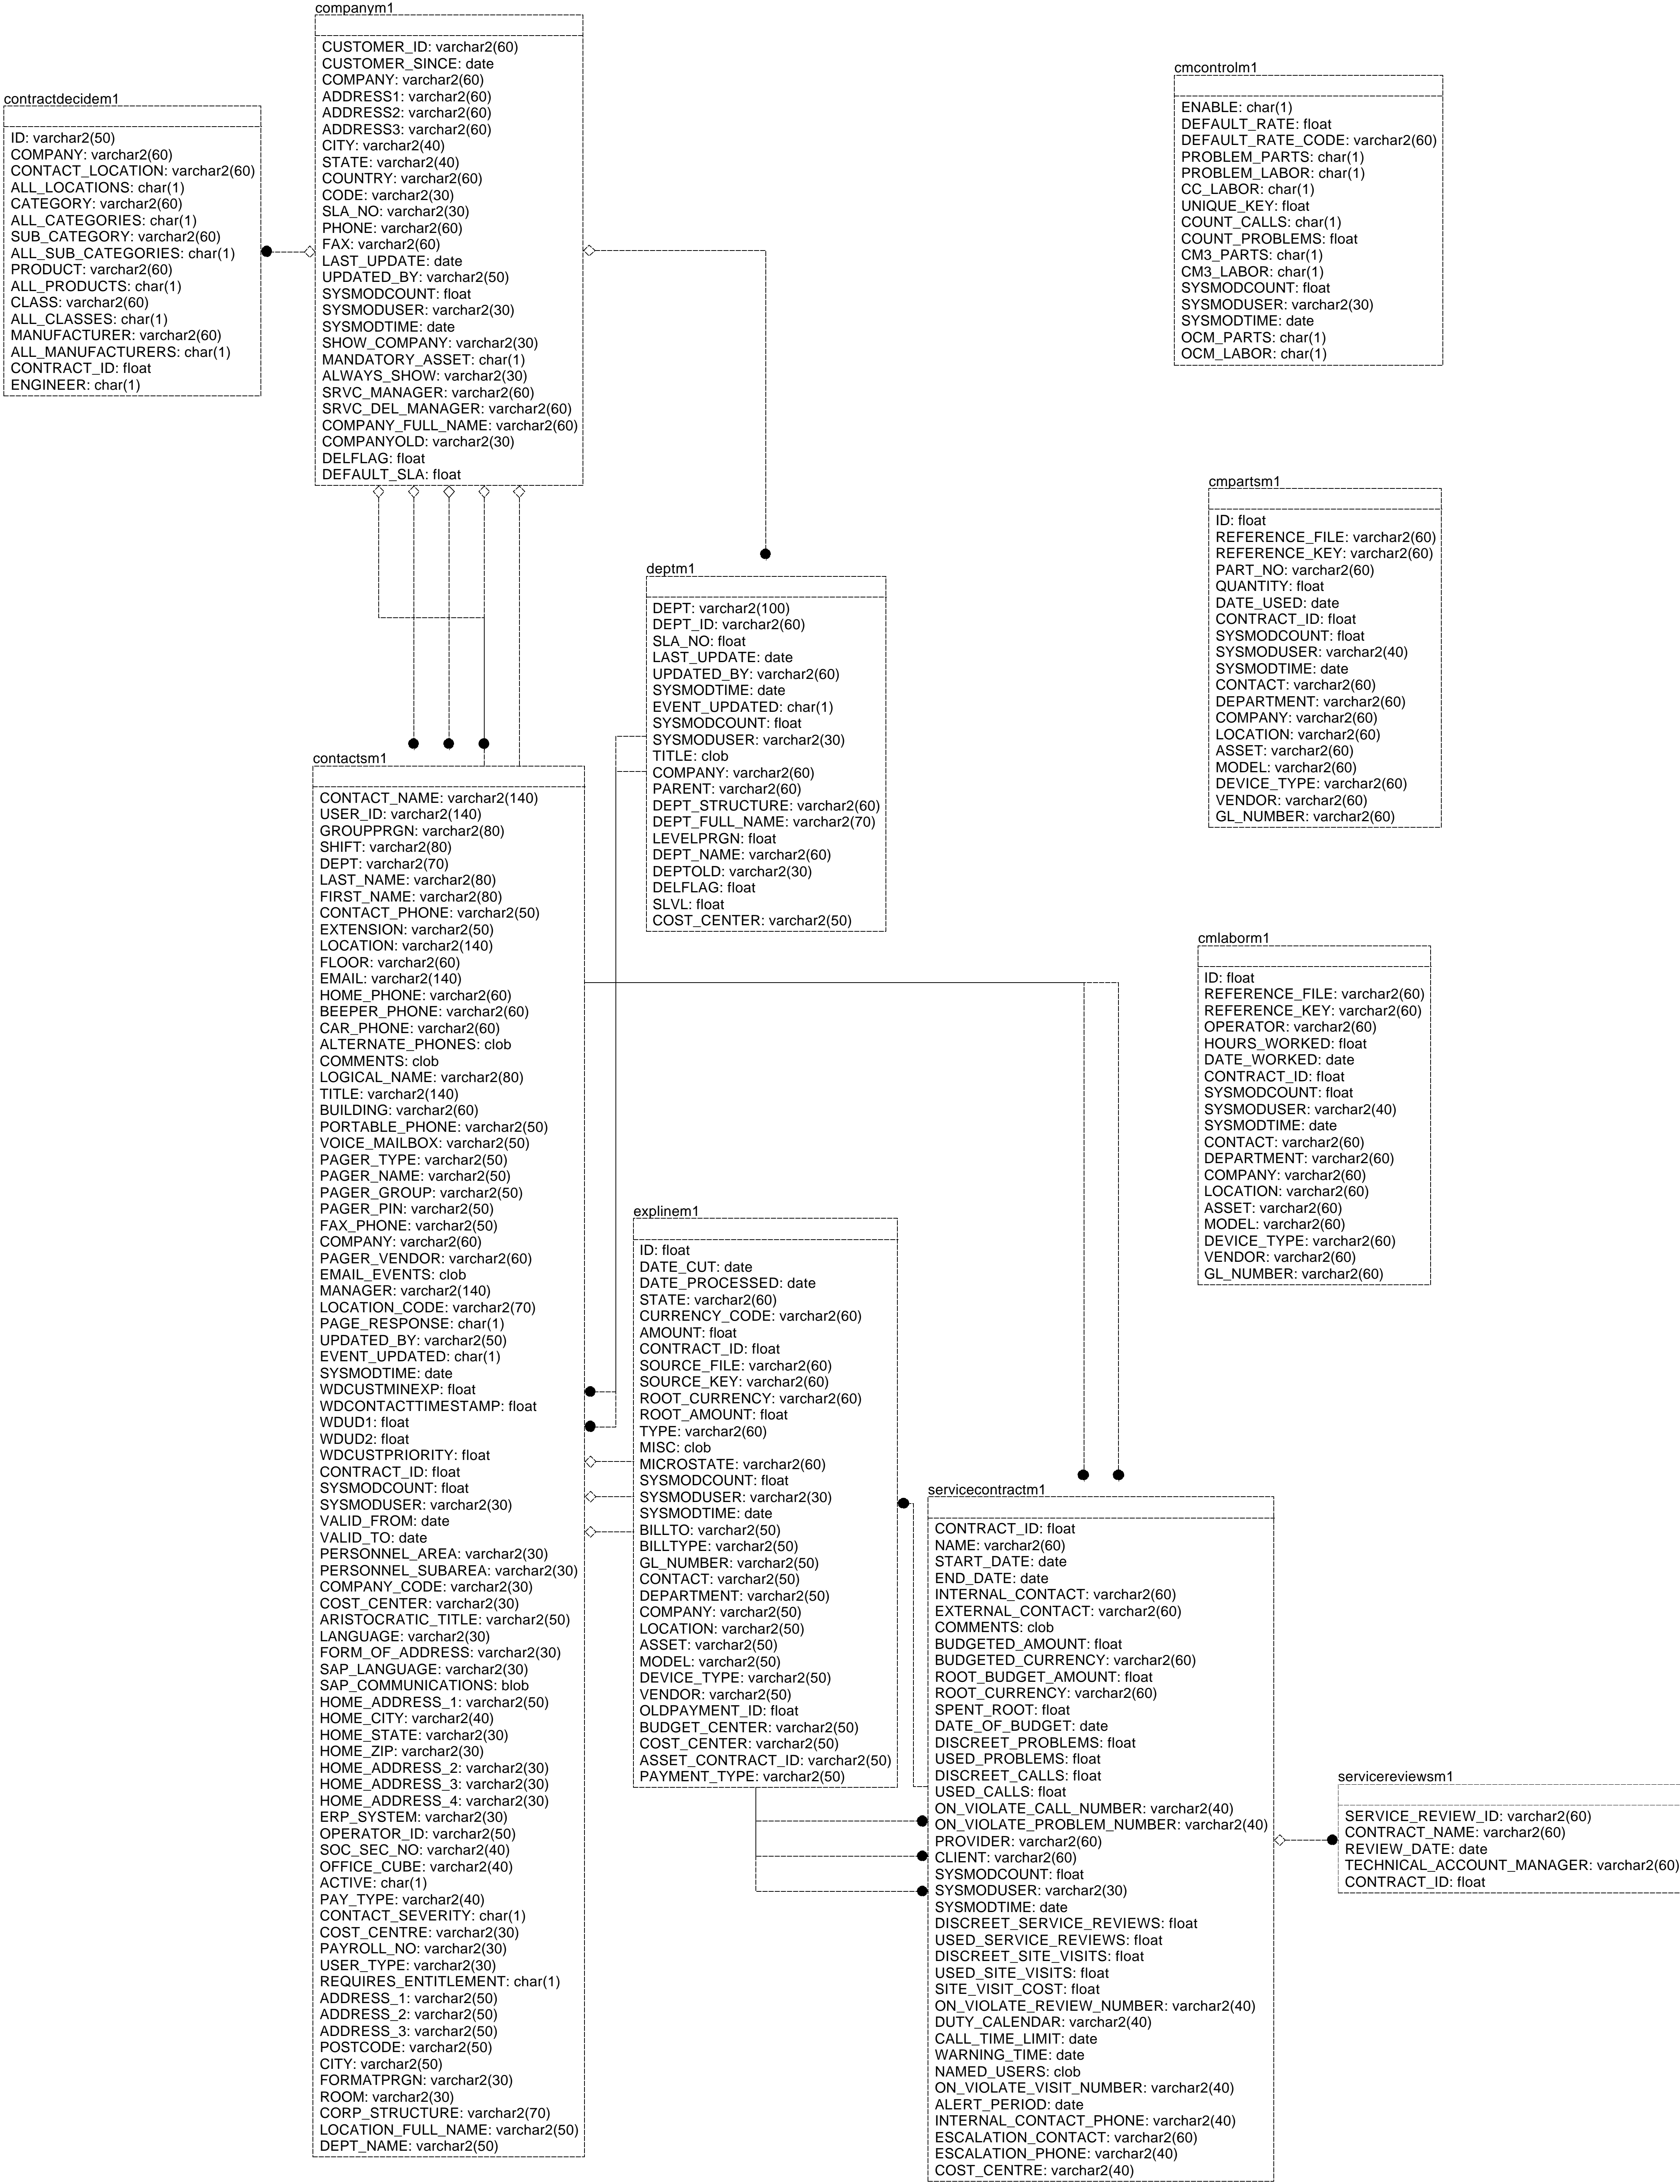 companym1
CUSTOMER_ID: varchar2(60)
CUSTOMER_SINCE: date
COMPANY: varchar2(60)
ADDRESS1: varchar2(60)
ADDRESS2: varchar2(60)
ADDRESS3: varchar2(60)
CITY: varchar2(40)
STATE: varchar2(40)
COUNTRY: varchar2(60)
CODE: varchar2(30)
SLA_NO: varchar2(30)
PHONE: varchar2(60)
FAX: varchar2(60)
LAST_UPDATE: date
UPDATED_BY: varchar2(50)
SYSMODCOUNT: float
SYSMODUSER: varchar2(30)
SYSMODTIME: date
SHOW_COMPANY: varchar2(30)
MANDATORY_ASSET: char(1)
ALWAYS_SHOW: varchar2(30)
SRVC_MANAGER: varchar2(60)
SRVC_DEL_MANAGER: varchar2(60)
COMPANY_FULL_NAME: varchar2(60)
COMPANYOLD: varchar2(30)
DELFLAG: float
DEFAULT_SLA: float
contractdecidem1
ID: varchar2(50)
COMPANY: varchar2(60)
CONTACT_LOCATION: varchar2(60)
ALL_LOCATIONS: char(1)
CATEGORY: varchar2(60)
ALL_CATEGORIES: char(1)
SUB_CATEGORY: varchar2(60)
ALL_SUB_CATEGORIES: char(1)
PRODUCT: varchar2(60)
ALL_PRODUCTS: char(1)
CLASS: varchar2(60)
ALL_CLASSES: char(1)
MANUFACTURER: varchar2(60)
ALL_MANUFACTURERS: char(1)
CONTRACT_ID: float
ENGINEER: char(1)
cmcontrolm1
ENABLE: char(1)
DEFAULT_RATE: float
DEFAULT_RATE_CODE: varchar2(60)
PROBLEM_PARTS: char(1)
PROBLEM_LABOR: char(1)
CC_LABOR: char(1)
UNIQUE_KEY: float
COUNT_CALLS: char(1)
COUNT_PROBLEMS: float
CM3_PARTS: char(1)
CM3_LABOR: char(1)
SYSMODCOUNT: float
SYSMODUSER: varchar2(30)
SYSMODTIME: date
OCM_PARTS: char(1)
OCM_LABOR: char(1)
cmpartsm1
ID: float
REFERENCE_FILE: varchar2(60)
REFERENCE_KEY: varchar2(60)
PART_NO: varchar2(60)
QUANTITY: float
DATE_USED: date
CONTRACT_ID: float
SYSMODCOUNT: float
SYSMODUSER: varchar2(40)
SYSMODTIME: date
CONTACT: varchar2(60)
DEPARTMENT: varchar2(60)
COMPANY: varchar2(60)
LOCATION: varchar2(60)
ASSET: varchar2(60)
MODEL: varchar2(60)
DEVICE_TYPE: varchar2(60)
VENDOR: varchar2(60)
GL_NUMBER: varchar2(60)
deptm1
DEPT: varchar2(100)
DEPT_ID: varchar2(60)
SLA_NO: float
LAST_UPDATE: date
UPDATED_BY: varchar2(60)
SYSMODTIME: date
EVENT_UPDATED: char(1)
SYSMODCOUNT: float
SYSMODUSER: varchar2(30)
TITLE: clob
COMPANY: varchar2(60)
PARENT: varchar2(60)
DEPT_STRUCTURE: varchar2(60)
DEPT_FULL_NAME: varchar2(70)
LEVELPRGN: float
DEPT_NAME: varchar2(60)
DEPTOLD: varchar2(30)
DELFLAG: float
SLVL: float
COST_CENTER: varchar2(50)
contactsm1
CONTACT_NAME: varchar2(140)
USER_ID: varchar2(140)
GROUPPRGN: varchar2(80)
SHIFT: varchar2(80)
DEPT: varchar2(70)
LAST_NAME: varchar2(80)
FIRST_NAME: varchar2(80)
CONTACT_PHONE: varchar2(50)
EXTENSION: varchar2(50)
LOCATION: varchar2(140)
FLOOR: varchar2(60)
EMAIL: varchar2(140)
HOME_PHONE: varchar2(60)
BEEPER_PHONE: varchar2(60)
CAR_PHONE: varchar2(60)
ALTERNATE_PHONES: clob
COMMENTS: clob
LOGICAL_NAME: varchar2(80)
TITLE: varchar2(140)
BUILDING: varchar2(60)
PORTABLE_PHONE: varchar2(50)
VOICE_MAILBOX: varchar2(50)
PAGER_TYPE: varchar2(50)
PAGER_NAME: varchar2(50)
PAGER_GROUP: varchar2(50)
PAGER_PIN: varchar2(50)
FAX_PHONE: varchar2(50)
COMPANY: varchar2(60)
PAGER_VENDOR: varchar2(60)
EMAIL_EVENTS: clob
MANAGER: varchar2(140)
LOCATION_CODE: varchar2(70)
PAGE_RESPONSE: char(1)
UPDATED_BY: varchar2(50)
EVENT_UPDATED: char(1)
SYSMODTIME: date
WDCUSTMINEXP: float
WDCONTACTTIMESTAMP: float
WDUD1: float
WDUD2: float
WDCUSTPRIORITY: float
CONTRACT_ID: float
SYSMODCOUNT: float
SYSMODUSER: varchar2(30)
VALID_FROM: date
VALID_TO: date
PERSONNEL_AREA: varchar2(30)
PERSONNEL_SUBAREA: varchar2(30)
COMPANY_CODE: varchar2(30)
COST_CENTER: varchar2(30)
ARISTOCRATIC_TITLE: varchar2(50)
LANGUAGE: varchar2(30)
FORM_OF_ADDRESS: varchar2(30)
SAP_LANGUAGE: varchar2(30)
SAP_COMMUNICATIONS: blob
HOME_ADDRESS_1: varchar2(50)
HOME_CITY: varchar2(40)
HOME_STATE: varchar2(30)
HOME_ZIP: varchar2(30)
HOME_ADDRESS_2: varchar2(30)
HOME_ADDRESS_3: varchar2(30)
HOME_ADDRESS_4: varchar2(30)
ERP_SYSTEM: varchar2(30)
OPERATOR_ID: varchar2(50)
SOC_SEC_NO: varchar2(40)
OFFICE_CUBE: varchar2(40)
ACTIVE: char(1)
PAY_TYPE: varchar2(40)
CONTACT_SEVERITY: char(1)
COST_CENTRE: varchar2(30)
PAYROLL_NO: varchar2(30)
USER_TYPE: varchar2(30)
REQUIRES_ENTITLEMENT: char(1)
ADDRESS_1: varchar2(50)
ADDRESS_2: varchar2(50)
ADDRESS_3: varchar2(50)
POSTCODE: varchar2(50)
CITY: varchar2(50)
FORMATPRGN: varchar2(30)
ROOM: varchar2(30)
CORP_STRUCTURE: varchar2(70)
LOCATION_FULL_NAME: varchar2(50)
DEPT_NAME: varchar2(50)
cmlaborm1
ID: float
REFERENCE_FILE: varchar2(60)
REFERENCE_KEY: varchar2(60)
OPERATOR: varchar2(60)
HOURS_WORKED: float
DATE_WORKED: date
CONTRACT_ID: float
SYSMODCOUNT: float
SYSMODUSER: varchar2(40)
SYSMODTIME: date
CONTACT: varchar2(60)
DEPARTMENT: varchar2(60)
COMPANY: varchar2(60)
LOCATION: varchar2(60)
ASSET: varchar2(60)
MODEL: varchar2(60)
DEVICE_TYPE: varchar2(60)
VENDOR: varchar2(60)
GL_NUMBER: varchar2(60)
explinem1
ID: float
DATE_CUT: date
DATE_PROCESSED: date
STATE: varchar2(60)
CURRENCY_CODE: varchar2(60)
AMOUNT: float
CONTRACT_ID: float
SOURCE_FILE: varchar2(60)
SOURCE_KEY: varchar2(60)
ROOT_CURRENCY: varchar2(60)
ROOT_AMOUNT: float
TYPE: varchar2(60)
MISC: clob
MICROSTATE: varchar2(60)
SYSMODCOUNT: float
SYSMODUSER: varchar2(30)
SYSMODTIME: date
BILLTO: varchar2(50)
BILLTYPE: varchar2(50)
GL_NUMBER: varchar2(50)
CONTACT: varchar2(50)
DEPARTMENT: varchar2(50)
COMPANY: varchar2(50)
LOCATION: varchar2(50)
ASSET: varchar2(50)
MODEL: varchar2(50)
DEVICE_TYPE: varchar2(50)
VENDOR: varchar2(50)
OLDPAYMENT_ID: float
BUDGET_CENTER: varchar2(50)
COST_CENTER: varchar2(50)
ASSET_CONTRACT_ID: varchar2(50)
PAYMENT_TYPE: varchar2(50)
servicecontractm1
CONTRACT_ID: float
NAME: varchar2(60)
START_DATE: date
END_DATE: date
INTERNAL_CONTACT: varchar2(60)
EXTERNAL_CONTACT: varchar2(60)
COMMENTS: clob
BUDGETED_AMOUNT: float
BUDGETED_CURRENCY: varchar2(60)
ROOT_BUDGET_AMOUNT: float
ROOT_CURRENCY: varchar2(60)
SPENT_ROOT: float
DATE_OF_BUDGET: date
DISCREET_PROBLEMS: float
USED_PROBLEMS: float
DISCREET_CALLS: float
USED_CALLS: float
ON_VIOLATE_CALL_NUMBER: varchar2(40)
ON_VIOLATE_PROBLEM_NUMBER: varchar2(40)
PROVIDER: varchar2(60)
CLIENT: varchar2(60)
SYSMODCOUNT: float
SYSMODUSER: varchar2(30)
SYSMODTIME: date
DISCREET_SERVICE_REVIEWS: float
USED_SERVICE_REVIEWS: float
DISCREET_SITE_VISITS: float
USED_SITE_VISITS: float
SITE_VISIT_COST: float
ON_VIOLATE_REVIEW_NUMBER: varchar2(40)
DUTY_CALENDAR: varchar2(40)
CALL_TIME_LIMIT: date
WARNING_TIME: date
NAMED_USERS: clob
ON_VIOLATE_VISIT_NUMBER: varchar2(40)
ALERT_PERIOD: date
INTERNAL_CONTACT_PHONE: varchar2(40)
ESCALATION_CONTACT: varchar2(60)
ESCALATION_PHONE: varchar2(40)
COST_CENTRE: varchar2(40)
servicereviewsm1
SERVICE_REVIEW_ID: varchar2(60)
CONTRACT_NAME: varchar2(60)
REVIEW_DATE: date
TECHNICAL_ACCOUNT_MANAGER: varchar2(60)
CONTRACT_ID: float